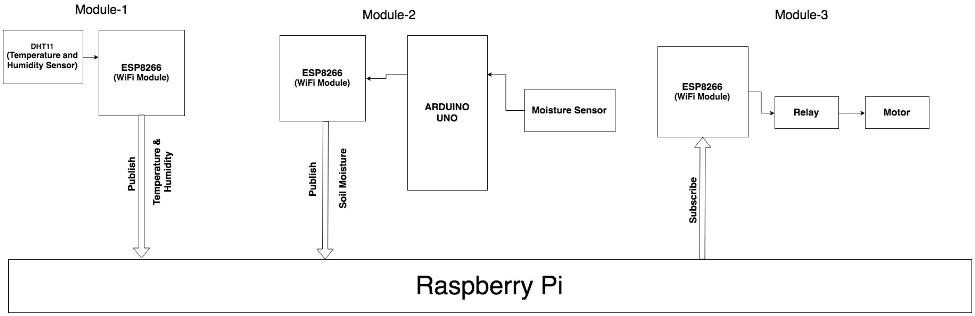 Module-1
DHT11
(Temperature and
Humidity Sensor)
ESP8266
(WiFi Module)
Publish
Temperature &
Humidity
Module-2
ESP8266
(WiFi Module)
ARDUINO
UNO
Moisture Sensor
Publish
Soil Moisture
Module-3
ESP8266
(WiFi Module)
Relay
Motor
Subscribe
Raspberry Pi